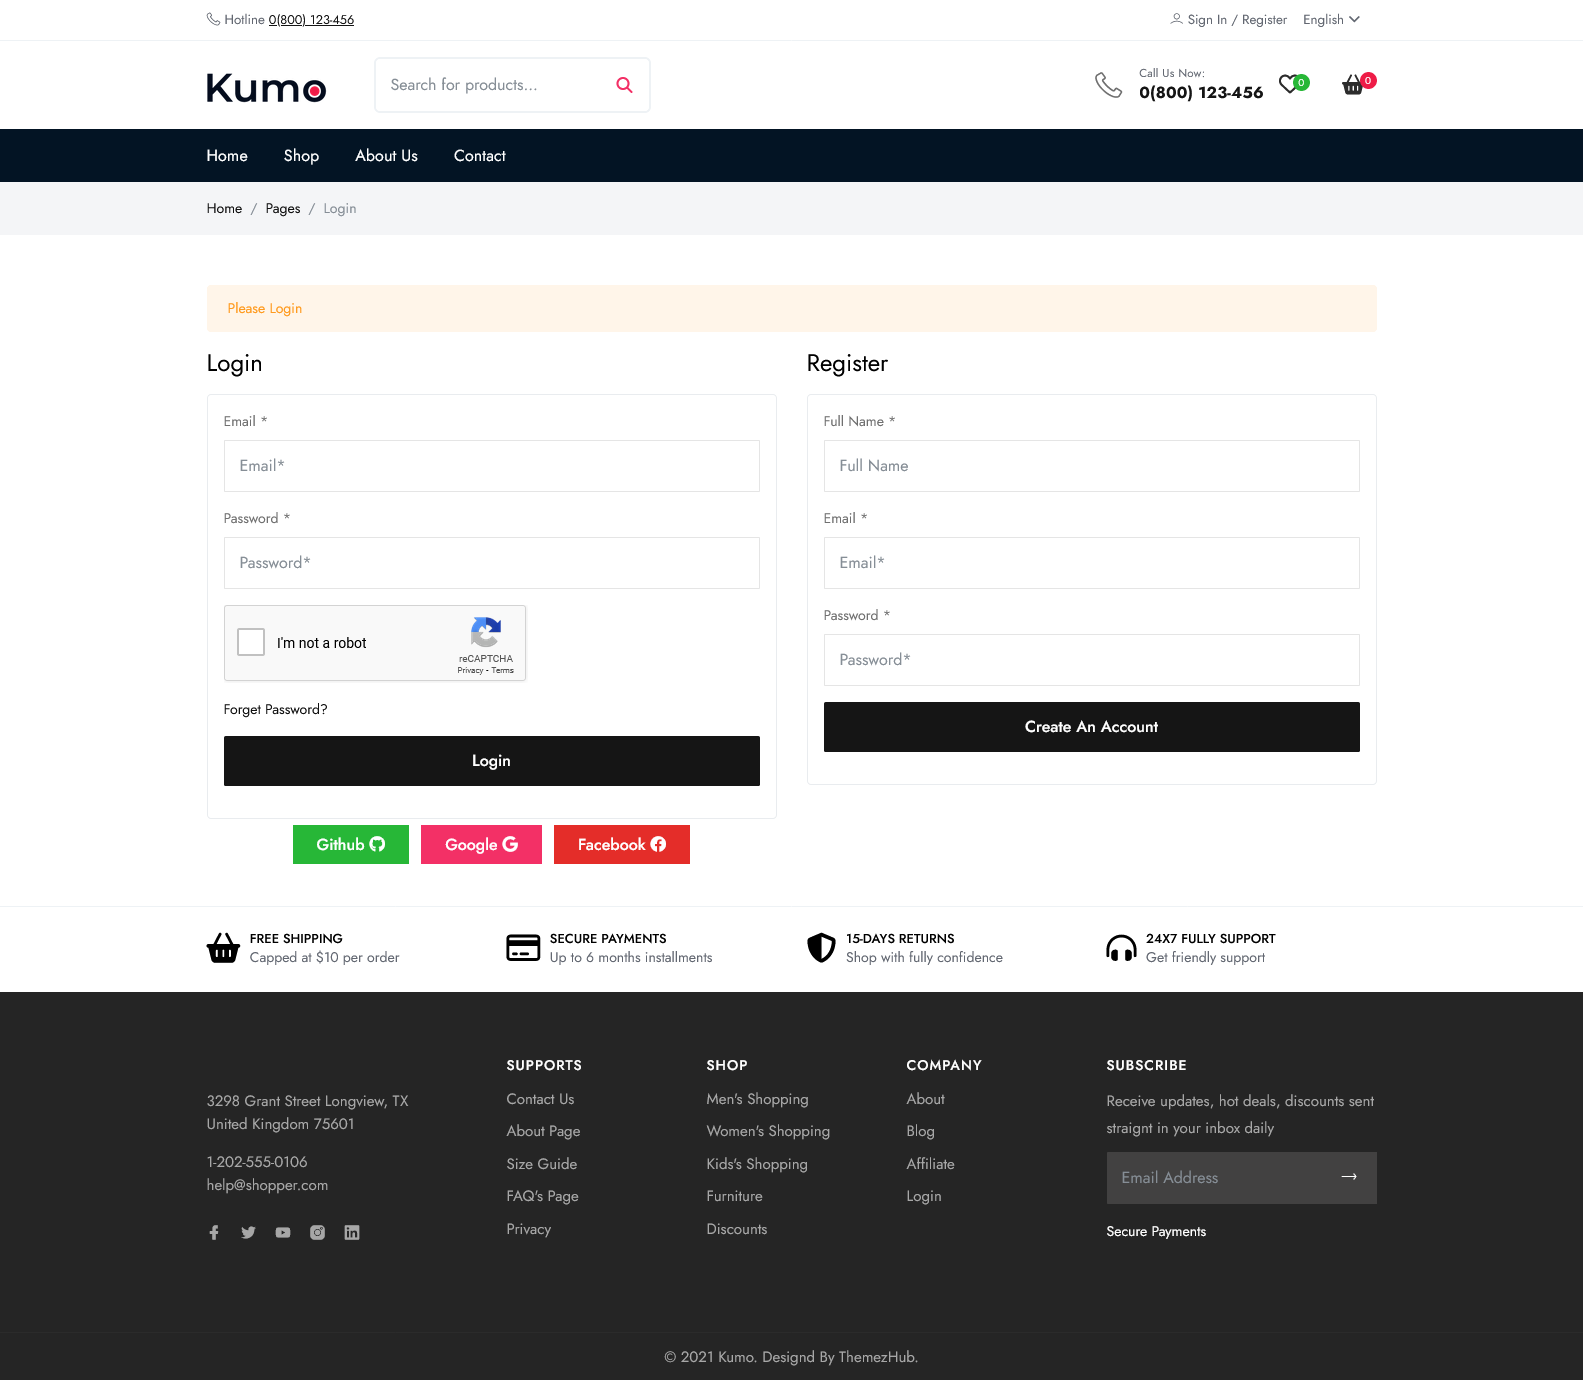 Hotline 0(800) 123-456
Sign In / Register English
Kumo
Search for products...
Call Us Now:
0(800) 123-456
0
0
Home Shop About Us Contact
Home / Pages / Login
Please Login
Login
Email *
Email*
Password *
Password*
I'm not a robot
reCAPTCHA
Privacy - Terms
Forget Password?
Login
Github
Google
Facebook
Register
Full Name *
Full Name
Email *
Email*
Password *
Password*
Create An Account
FREE SHIPPING
Capped at $10 per order
SECURE PAYMENTS
Up to 6 months installments
15-DAYS RETURNS
Shop with fully confidence
24X7 FULLY SUPPORT
Get friendly support
3298 Grant Street Longview, TX
United Kingdom 75601
1-202-555-0106
help@shopper.com
SUPPORTS
Contact Us
About Page
Size Guide
FAQ's Page
Privacy
SHOP
Men's Shopping
Women's Shopping
Kids's Shopping
Furniture
Discounts
COMPANY
About
Blog
Affiliate
Login
SUBSCRIBE
Receive updates, hot deals, discounts sent
straignt in your inbox daily
Email Address
Secure Payments
© 2021 Kumo. Designd By ThemezHub.